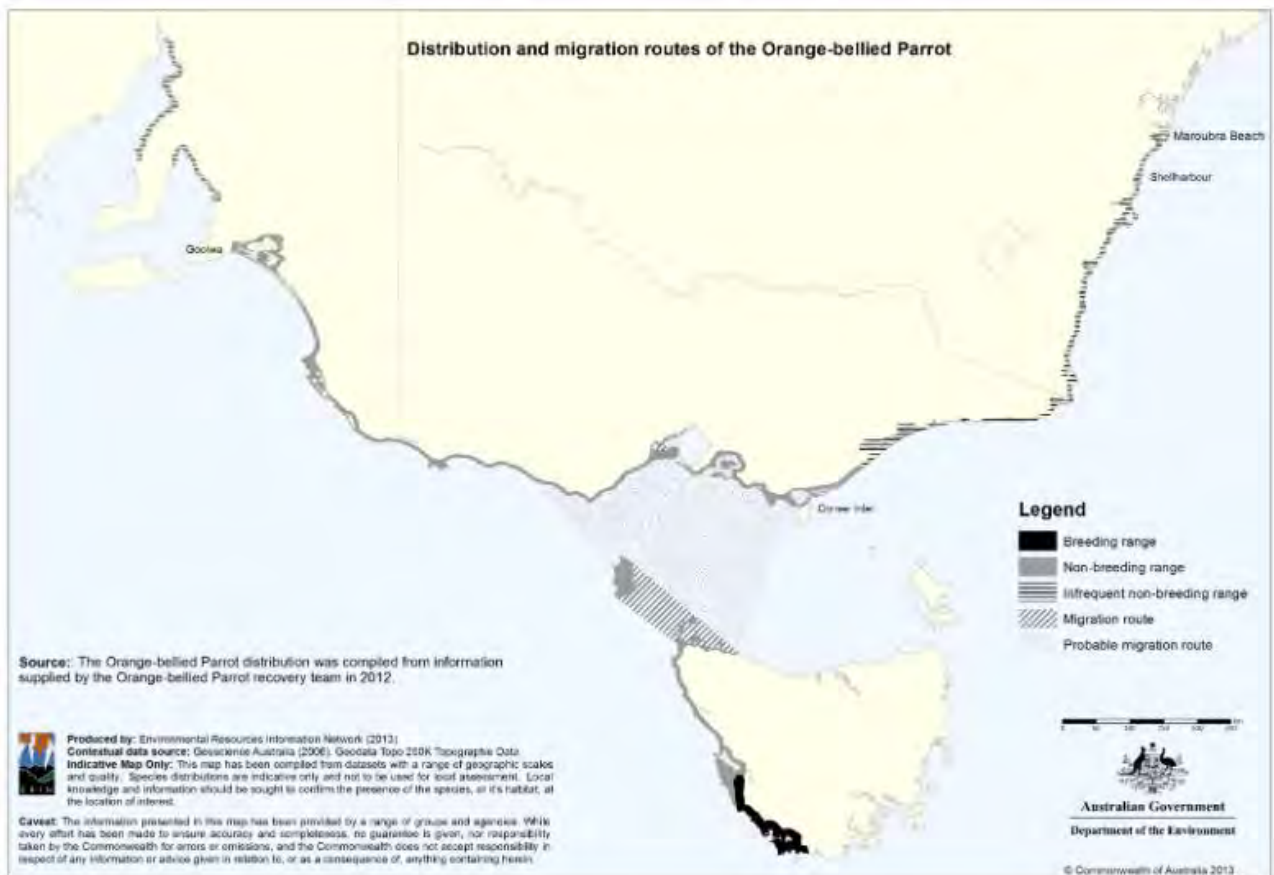 Distribution and migration routes of the Orange-bellied Parrot
Maroubra Beach
Shellharbour
Goolwa
Corner Inlet
Legend
Breeding range
Non-breeding range
Infrequent non-breeding range
Migration route
Probable migration route
Source: The Orange-bellied Parrot distribution was compiled from information
supplied by the Orange-bellied Parrot recovery team in 2012.
Produced by: Environmental Resources Information Network (2013)
Contextual data source: Geoscience Australia (2006), Geodata Topo 250K Topographic Data
Indicative Map Only: This map has been compiled from datasets with a range of geographic scales
and quality. Species distributions are indicative only and not to be used for local assessment. Local
knowledge and information should be sought to confirm the presence of the species, or it's habitat, at
the location of interest.
Caveat: The information presented in this map has been provided by a range of groups and agencies. While
every effort has been made to ensure accuracy and completeness, no guarantee is given, nor responsibility
taken by the Commonwealth for errors or omissions, and the Commonwealth does not accept responsibility in
respect of any information or advice given in relation to, or as a consequence of, anything containing herein.
Australian Government
Department of the Environment
© Commonwealth of Australia 2013